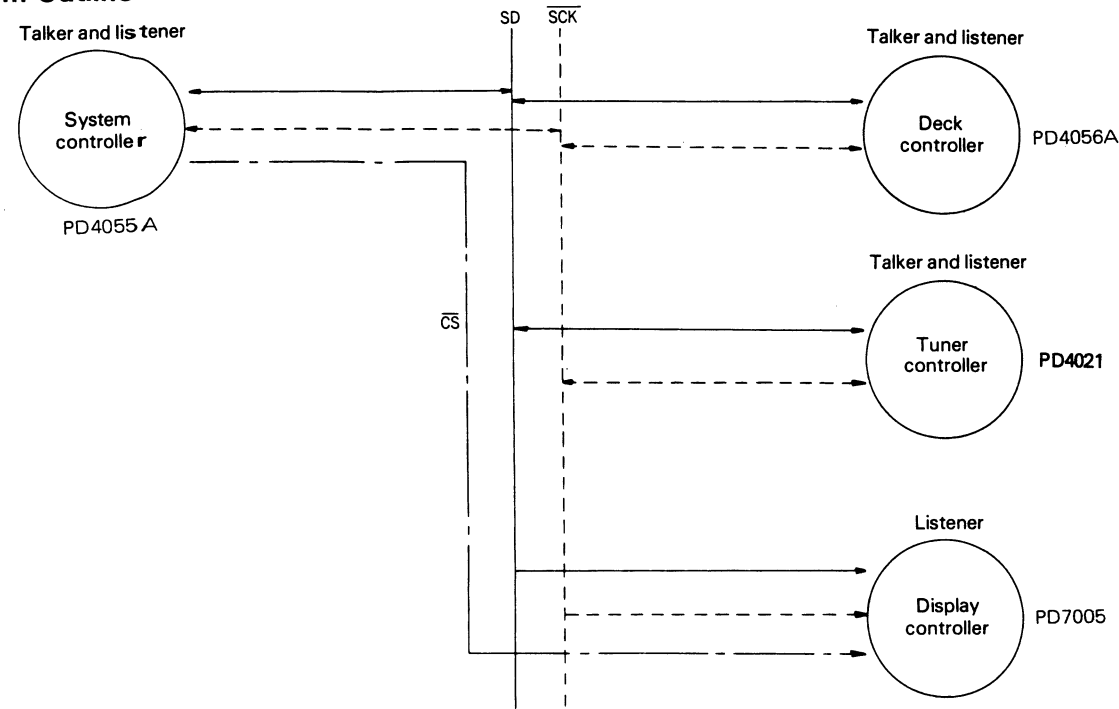 Outline
SD
SCK
Talker and listener
System
controller
PD4055A
Talker and listener
Deck
controller
PD4056A
Talker and listener
Tuner
controller
PD4021
CS
Listener
Display
controller
PD7005